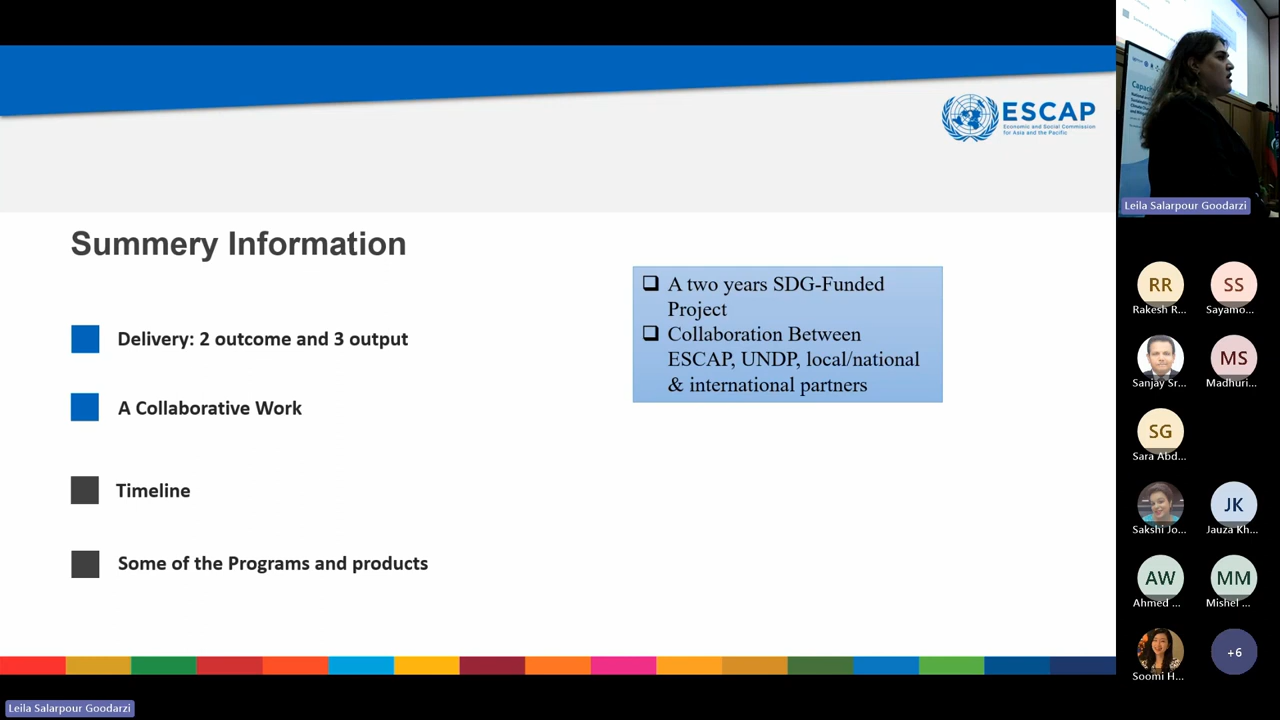 ESCAP
Economic and Social Commission
for Asia and the Pacific
Summery Information
Delivery: 2 outcome and 3 output
A Collaborative Work
Timeline
Some of the Programs and products
❑ A two years SDG-Funded
Project
❑ Collaboration Between
ESCAP, UNDP, local/national
& international partners
Leila Salarpour Goodarzi
RR
SS
Rakesh R...
Sayamo...
MS
Sanjay Sr...
Madhuri...
SG
Sara Abd...
JK
Sakshi Jo...
Jauza Kh...
AW
MM
Ahmed ...
Mishel ...
+6
Soomi H...
Leila Salarpour Goodarzi